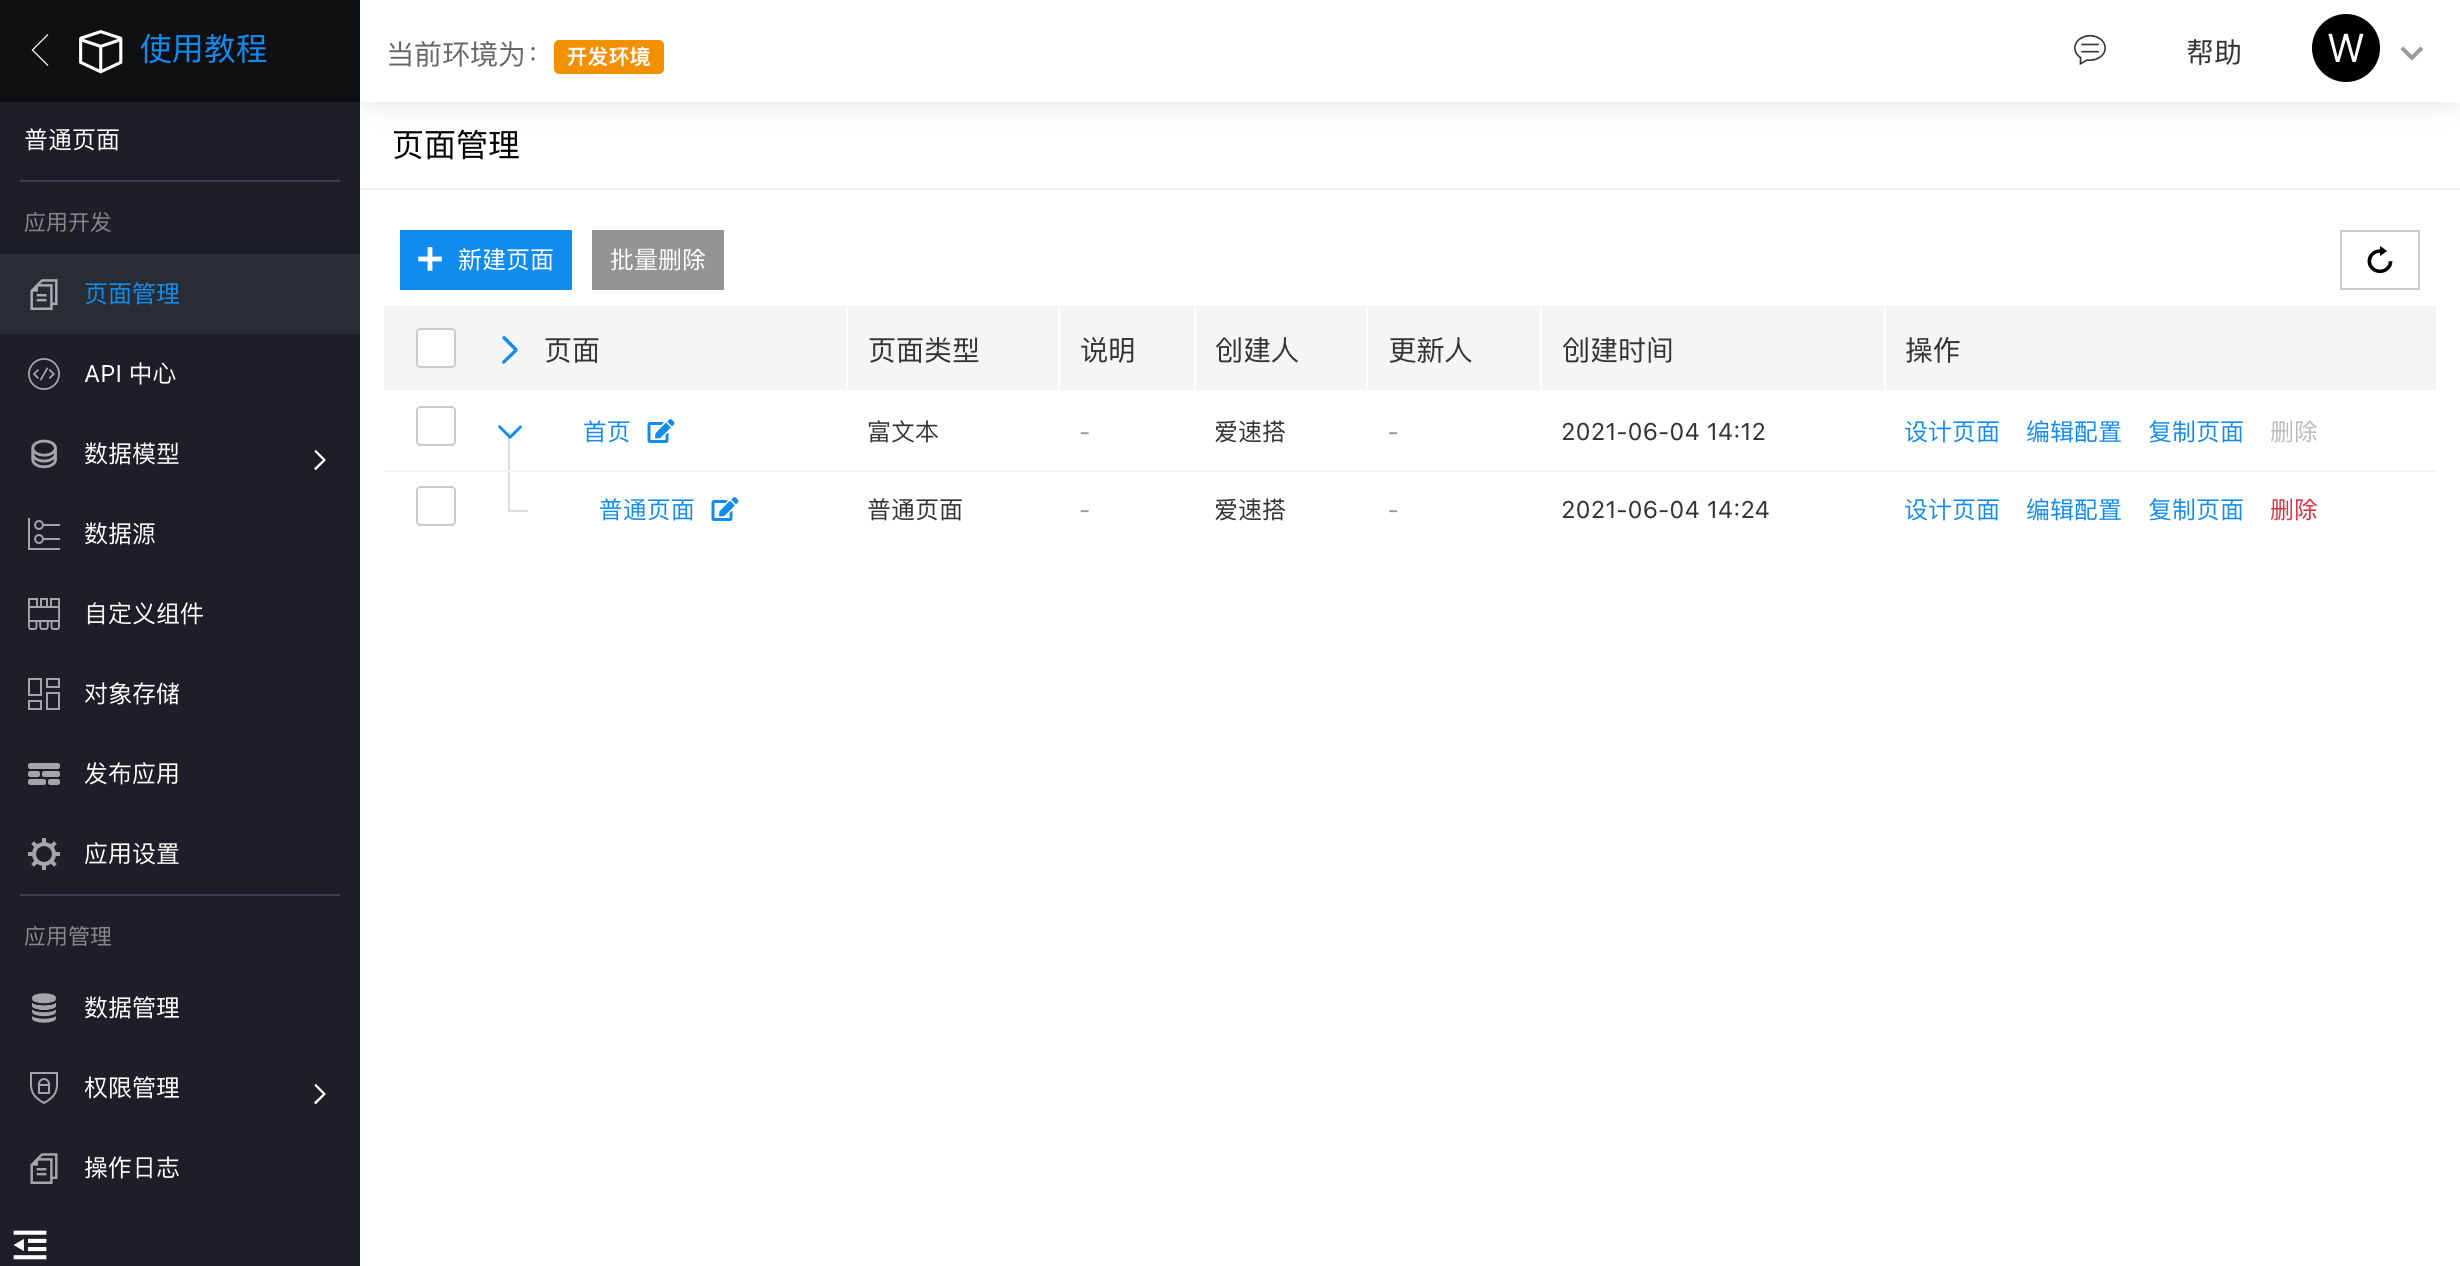 使用教程
当前环境为： 开发环境
帮助
W
普通页面
应用开发
页面管理
API 中心
数据模型
数据源
自定义组件
对象存储
发布应用
应用设置
应用管理
数据管理
权限管理
操作日志
页面管理
新建页面 批量删除
页面 页面类型 说明 创建人 更新人 创建时间 操作
首页 富文本 - 爱速搭 - 2021-06-04 14:12 设计页面 编辑配置 复制页面 删除
普通页面 普通页面 - 爱速搭 - 2021-06-04 14:24 设计页面 编辑配置 复制页面 删除